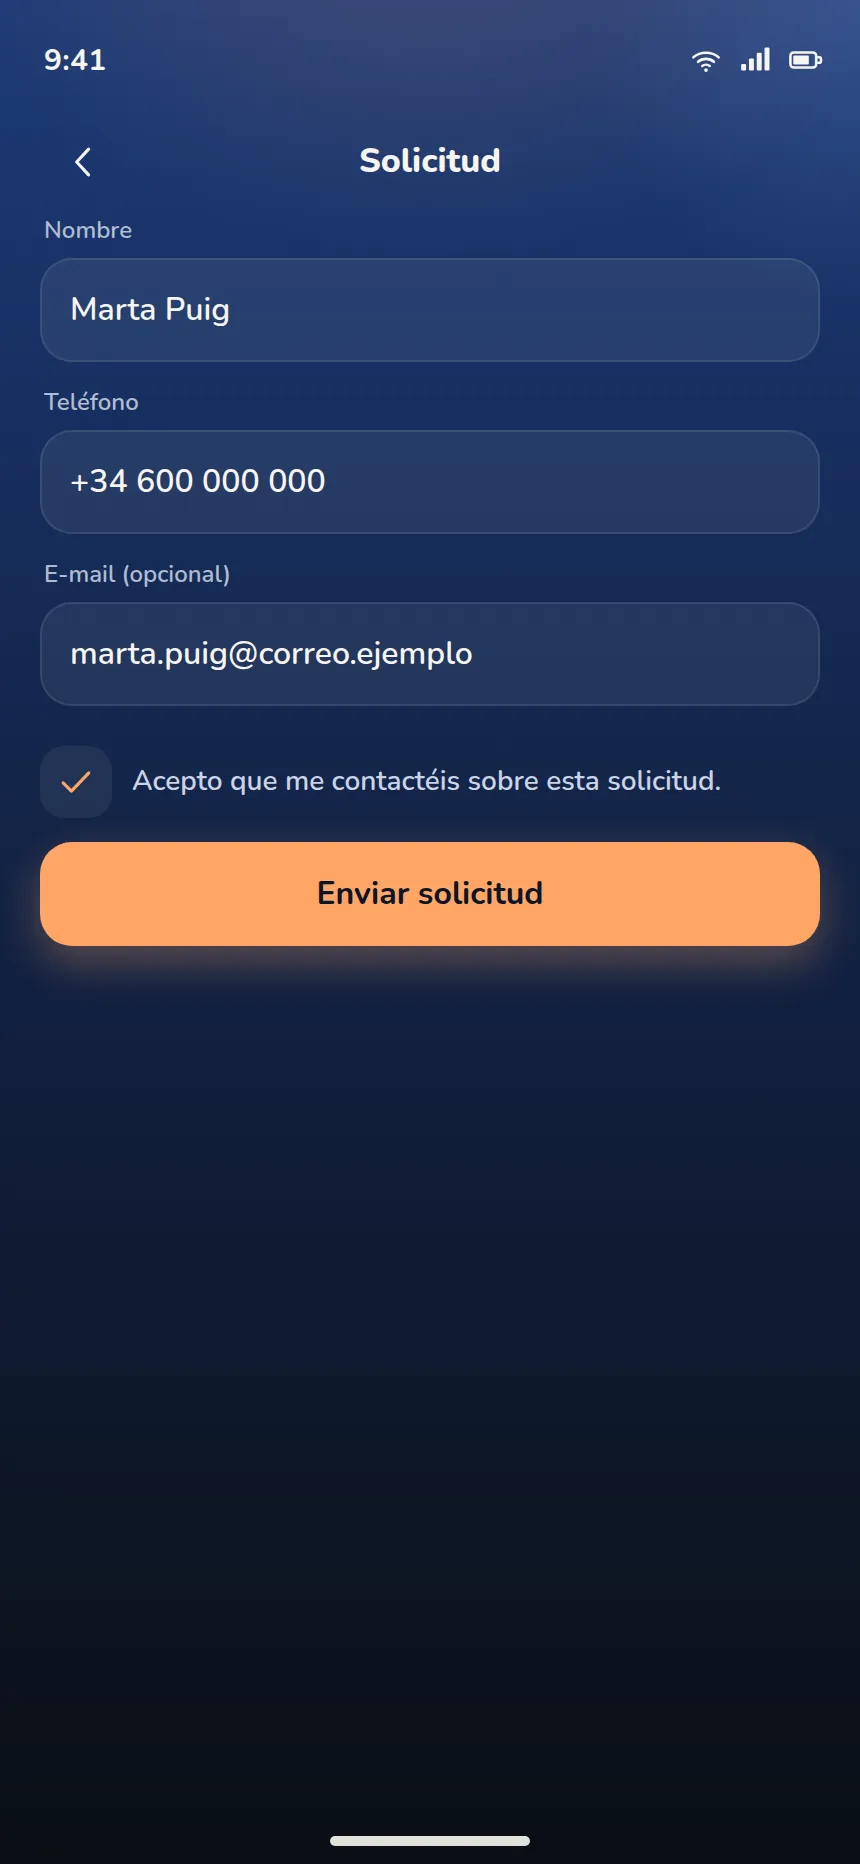 9:41
Solicitud
Nombre
Marta Puig
Teléfono
+34 600 000 000
E-mail (opcional)
marta.puig@correo.ejemplo
Acepto que me contactéis sobre esta solicitud.
Enviar solicitud